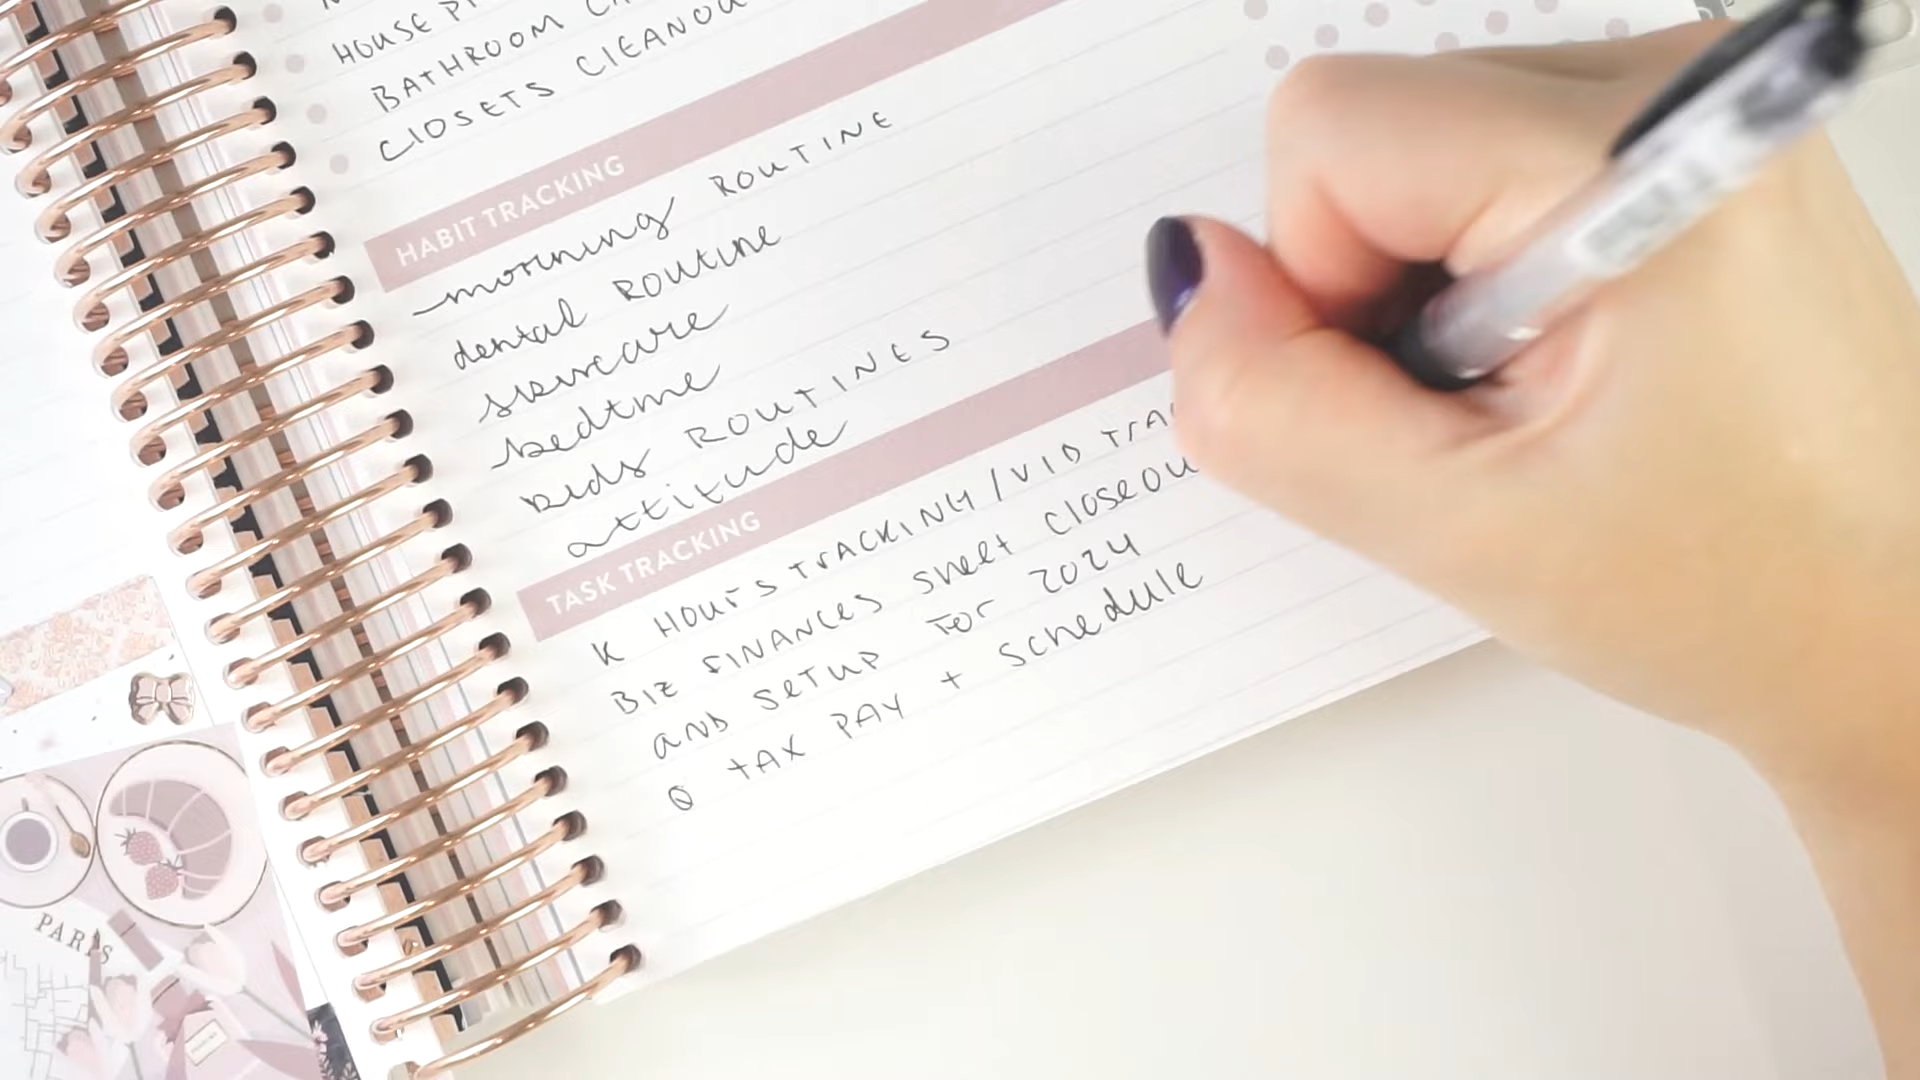 HOUSE
BATHROOM
CLOSETS CLEANOU
HABIT TRACKING
morning ROUTINE
dental ROUTINE
skincare
bedtime
kids ROUTINES
attitude
TASK TRACKING
K HOURS TRACKING / VID TRA
BIZ FINANCES sheet closeou
AND SETUP FOR 2024
Q TAX PAY + schedule
PARIS